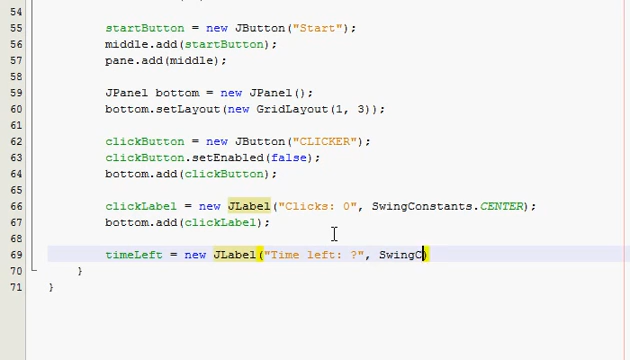 54
55 startButton = new JButton("Start");
56 middle.add(startButton);
57 pane.add(middle);
58
59 JPanel bottom = new JPanel();
60 bottom.setLayout(new GridLayout(1, 3));
61
62 clickButton = new JButton("CLICKER");
63 clickButton.setEnabled(false);
64 bottom.add(clickButton);
65
66 clickLabel = new JLabel("Clicks: 0", SwingConstants.CENTER);
67 bottom.add(clickLabel);
68
69 timeLeft = new JLabel("Time left: ?", SwingC)
70 }
71 }